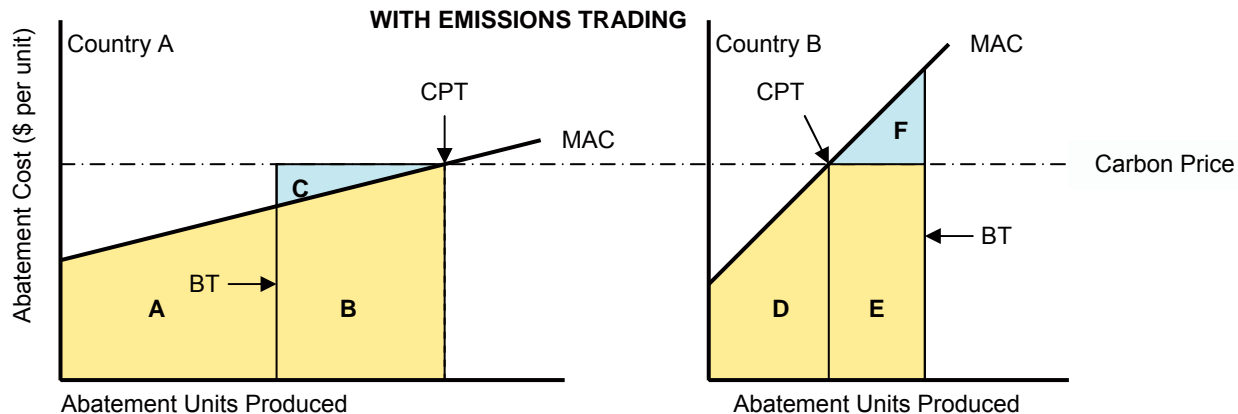 WITH EMISSIONS TRADING
Abatement Cost ($ per unit)
Country A
CPT
MAC
C
BT
A
B
Abatement Units Produced
Country B
MAC
CPT
F
Carbon Price
BT
D
E
Abatement Units Produced